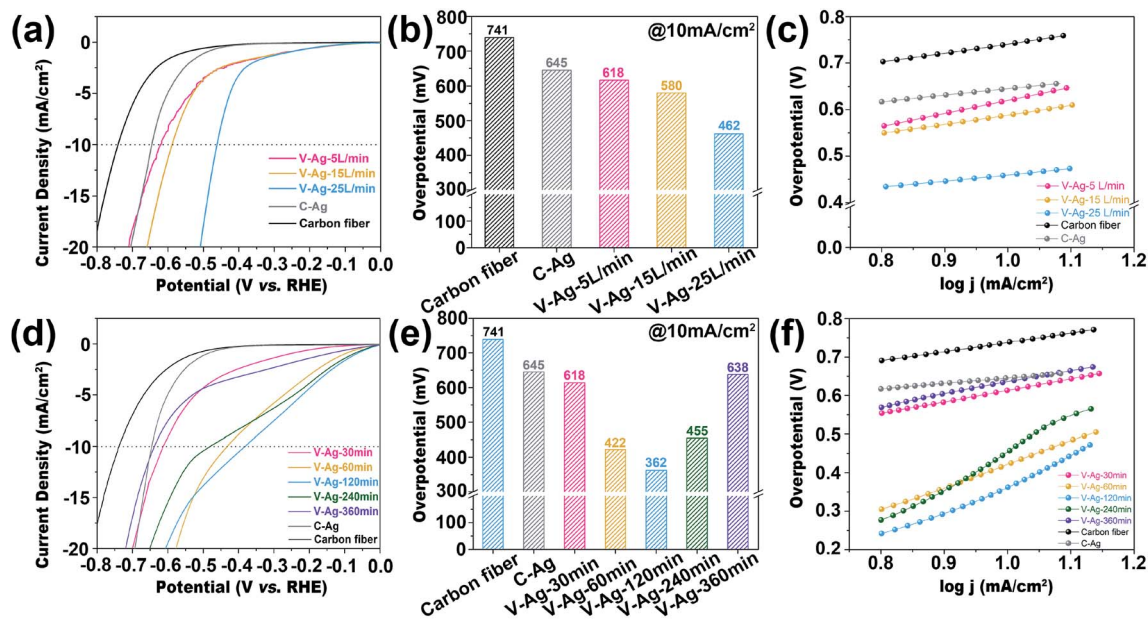 (a)
Current Density (mA/cm²)
0
-5
-10
-15
-20
-0.8 -0.7 -0.6 -0.5 -0.4 -0.3 -0.2 -0.1 0.0
Potential (V vs. RHE)
V-Ag-5L/min
V-Ag-15L/min
V-Ag-25L/min
C-Ag
Carbon fiber
(b)
@10mA/cm²
Overpotential (mV)
800
700
600
500
400
300
100
0
741
645
618
580
462
Carbon fiber
C-Ag
V-Ag-5L/min
V-Ag-15L/min
V-Ag-25L/min
(c)
Overpotential (V)
0.8
0.7
0.6
0.5
0.4
0.0
0.8 0.9 1.0 1.1 1.2
log j (mA/cm²)
V-Ag-5 L/min
V-Ag-15 L/min
V-Ag-25 L/min
Carbon fiber
C-Ag
(d)
Current Density (mA/cm²)
0
-5
-10
-15
-20
-0.8 -0.7 -0.6 -0.5 -0.4 -0.3 -0.2 -0.1 0.0
Potential (V vs. RHE)
V-Ag-30min
V-Ag-60min
V-Ag-120min
V-Ag-240min
V-Ag-360min
C-Ag
Carbon fiber
(e)
@10mA/cm²
Overpotential (mV)
800
700
600
500
400
300
100
0
741
645
618
422
362
455
638
Carbon fiber
C-Ag
V-Ag-30min
V-Ag-60min
V-Ag-120min
V-Ag-240min
V-Ag-360min
(f)
Overpotential (V)
0.8
0.7
0.6
0.5
0.4
0.3
0.2
0.8 0.9 1.0 1.1 1.2
log j (mA/cm²)
V-Ag-30min
V-Ag-60min
V-Ag-120min
V-Ag-240min
V-Ag-360min
Carbon fiber
C-Ag